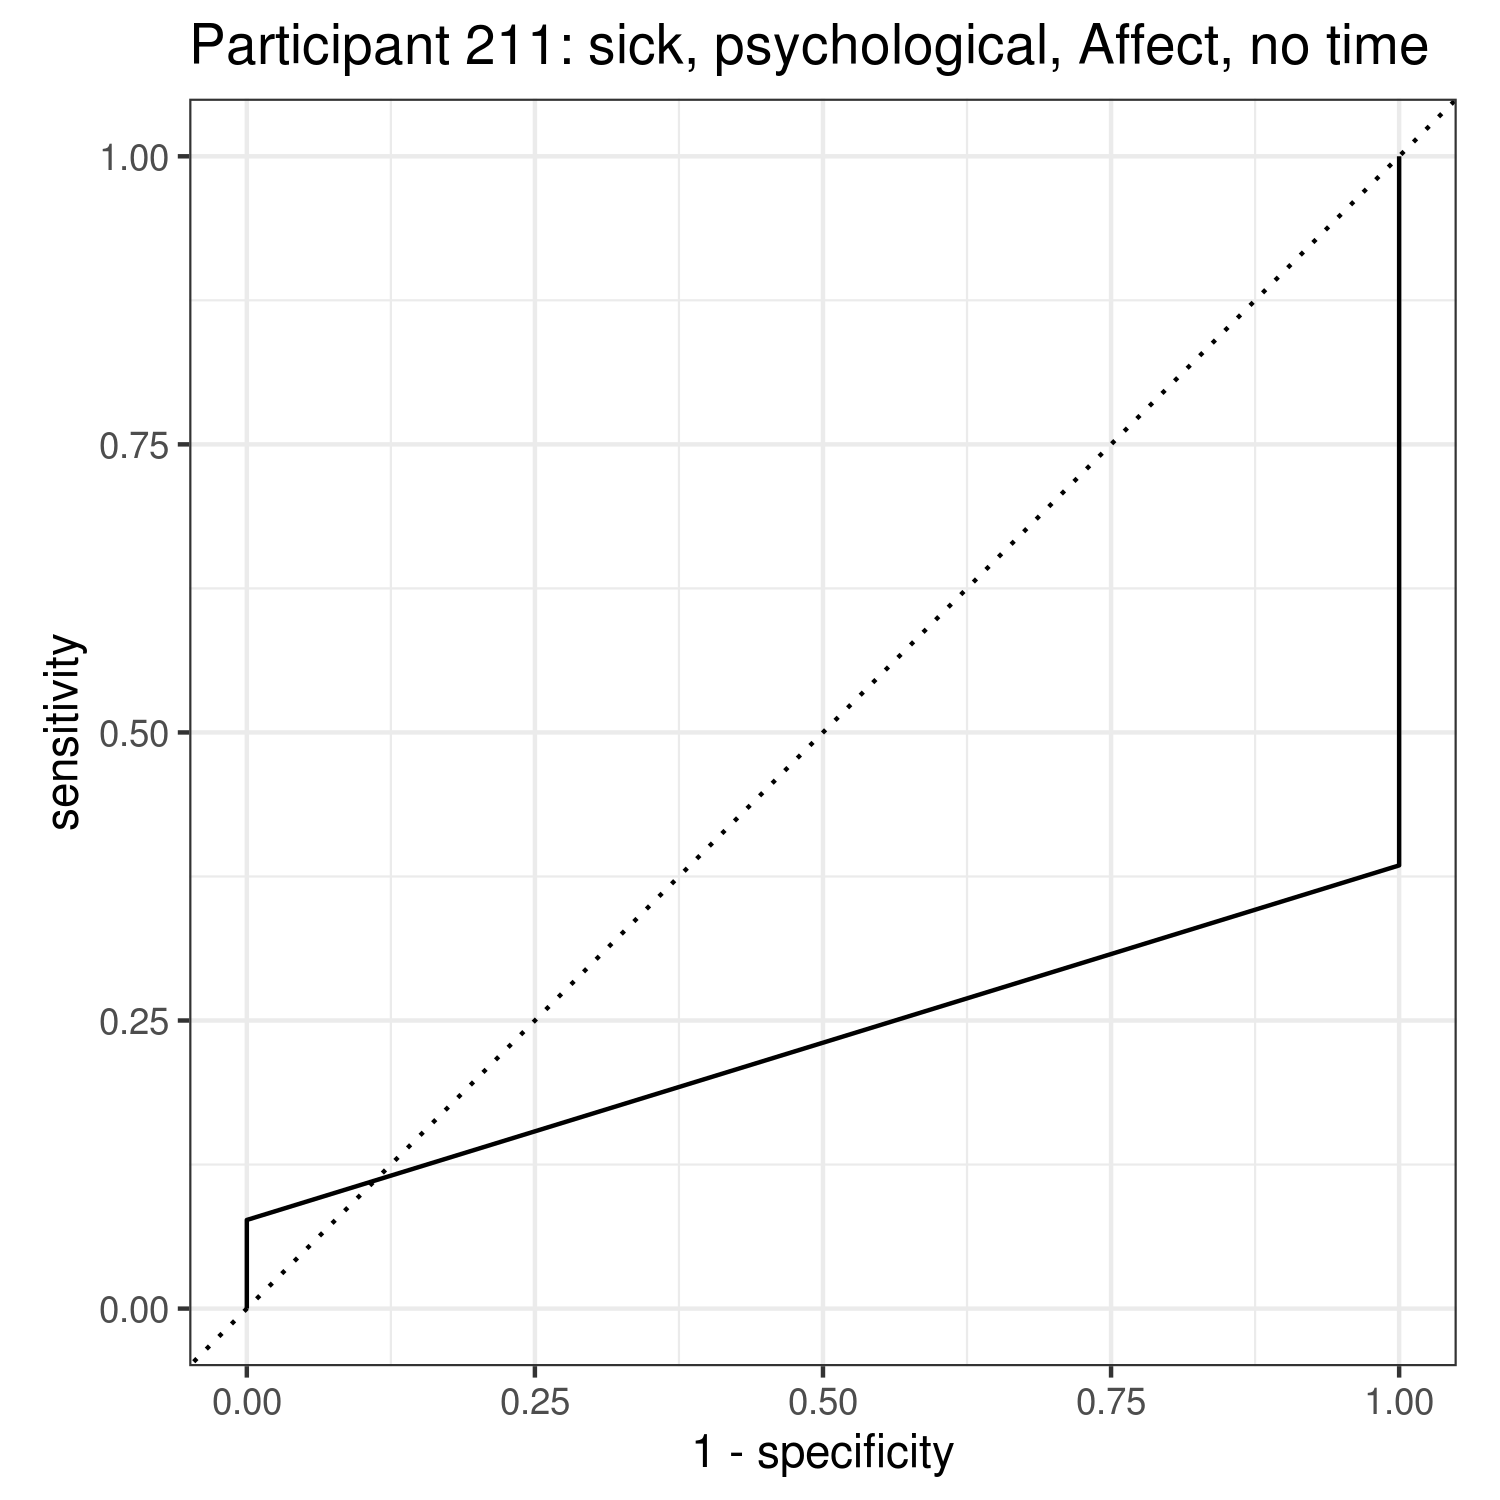 Participant 211: sick, psychological, Affect, no time
1.00
0.75
0.50
0.25
0.00
sensitivity
0.00 0.25 0.50 0.75 1.00
1 - specificity